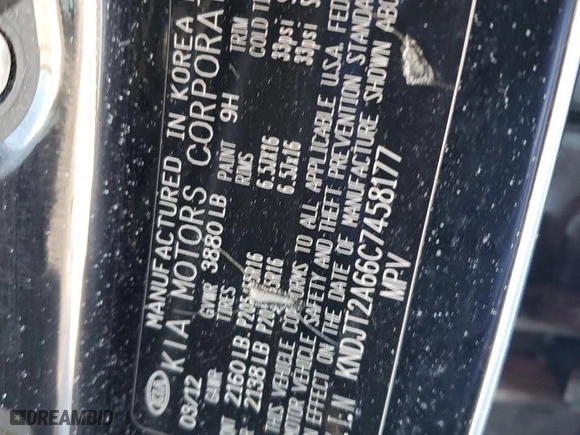 MANUFACTURED IN KOREA
KIA KIA MOTORS CORPORAT
03/12 GVWR 3880 LB
GAWR TIRES RIMS COLD TI
2160 LB 6.5Jx16 33psi
2138 LB 6.5Jx16 33psi
PAINT 9H TRIM
THIS VEHICLE CONFORMS TO ALL APPLICABLE U.S.A. FED
MOTOR VEHICLE SAFETY AND THEFT PREVENTION STANDA
EFFECT ON THE DATE OF MANUFACTURE SHOWN ABO
V.I.N KNDJT2A66C7458177
MPV
DREAMBID